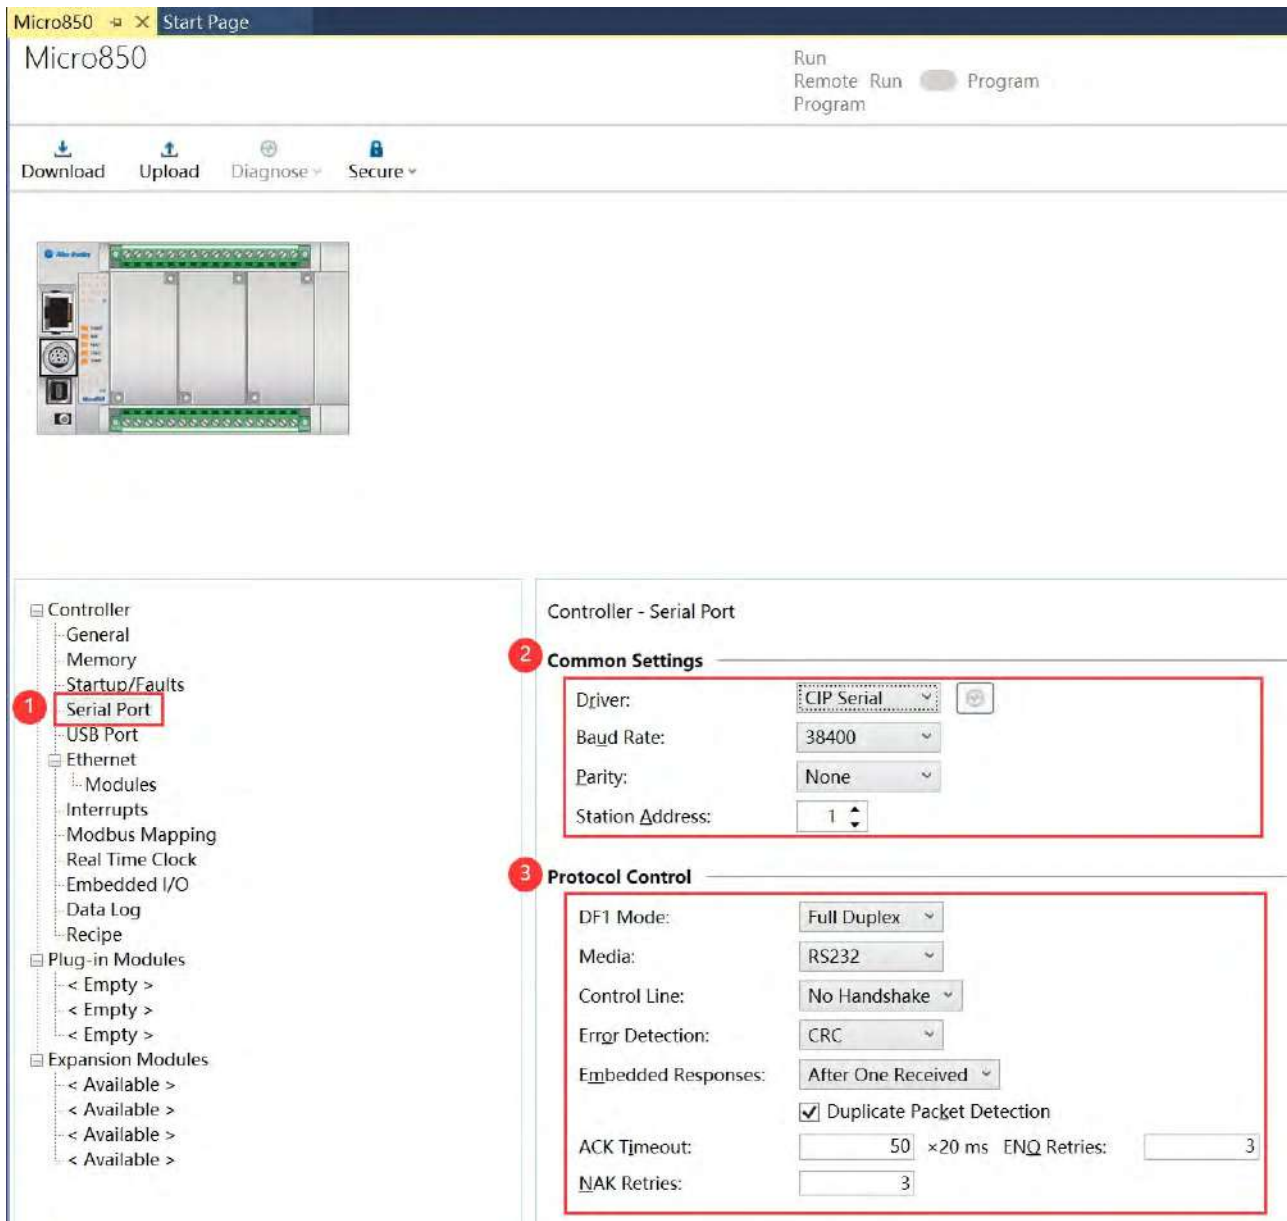 Micro850 Start Page
Micro850
Run
Remote Run Program
Program
Download Upload Diagnose Secure
Controller
General
Memory
Startup/Faults
1 Serial Port
USB Port
Ethernet
Modules
Interrupts
Modbus Mapping
Real Time Clock
Embedded I/O
Data Log
Recipe
Plug-in Modules
< Empty >
< Empty >
< Empty >
Expansion Modules
< Available >
< Available >
< Available >
< Available >
Controller - Serial Port
2 Common Settings
Driver: CIP Serial
Baud Rate: 38400
Parity: None
Station Address: 1
3 Protocol Control
DF1 Mode: Full Duplex
Media: RS232
Control Line: No Handshake
Error Detection: CRC
Embedded Responses: After One Received
Duplicate Packet Detection
ACK Timeout: 50 ×20 ms ENQ Retries: 3
NAK Retries: 3